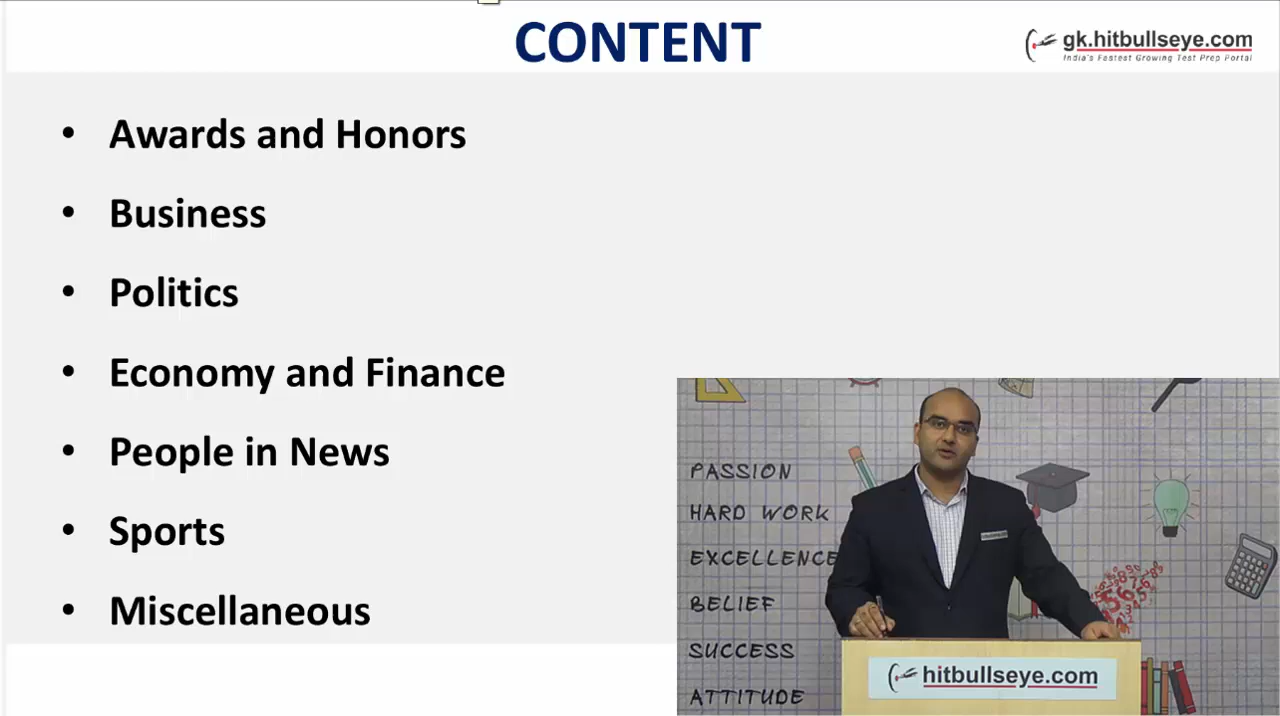 CONTENT
gk.hitbullseye.com
India's Fastest Growing Test Prep Portal
• Awards and Honors
• Business
• Politics
• Economy and Finance
• People in News
• Sports
• Miscellaneous
PASSION
HARD WORK
EXCELLENCE
BELIEF
SUCCESS
ATTITUDE
hitbullseye.com